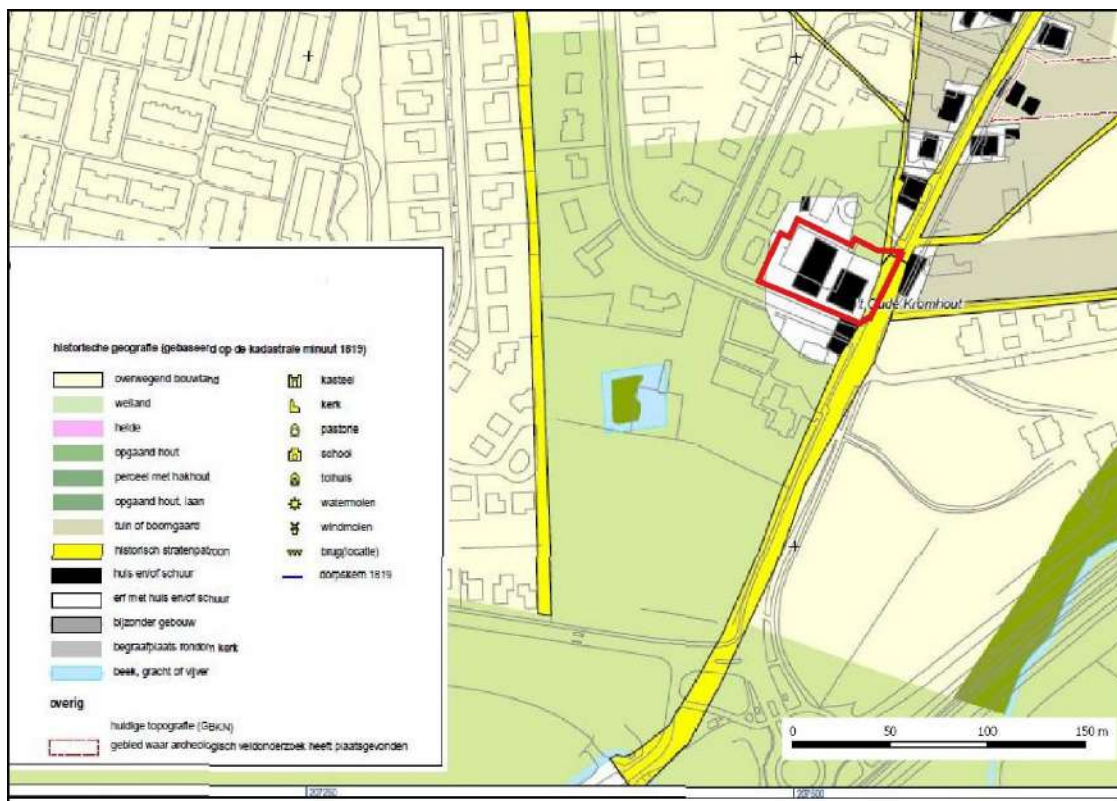 't Oude Kromhout
historische geografie (gebaseerd op de kadastrale minuut 1819)
overwegend bouwland
weiland
heide
opgaand hout
perceel met hakhout
opgaand hout, laan
tuin of boomgaard
historisch stratenpatroon
huis en/of schuur
erf met huis en/of schuur
bijzonder gebouw
begraafplaats rondom kerk
beek, gracht of vijver
kasteel
kerk
pastorie
school
tolhuis
watermolen
windmolen
brug(locatie)
dorpskern 1819
overig
huidige topografie (GBKN)
gebied waar archeologisch veldonderzoek heeft plaatsgevonden
0 50 100 150 m
207250 207500